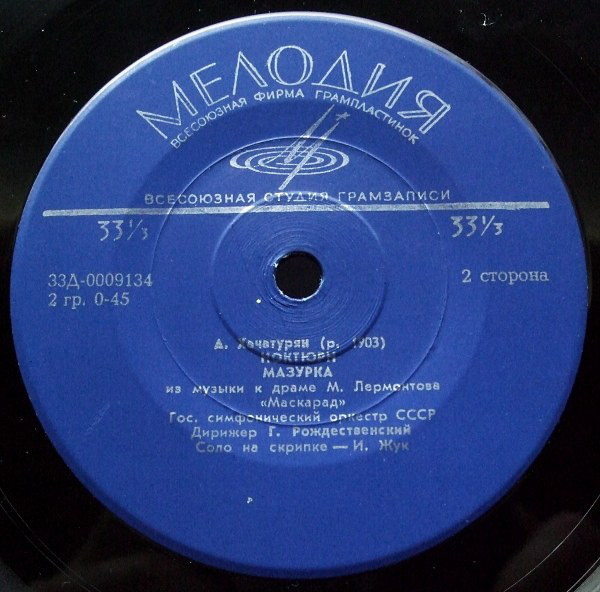 МЕЛОДИЯ
ВСЕСОЮЗНАЯ ФИРМА ГРАМПЛАСТИНОК
ВСЕСОЮЗНАЯ СТУДИЯ ГРАМЗАПИСИ
33⅓ 33⅓
33Д-0009134
2 гр. 0-45
2 сторона
А. Хачатурян (р. 1903)
НОКТЮРН
МАЗУРКА
из музыки к драме М. Лермонтова
«Маскарад»
Гос. симфонический оркестр СССР
Дирижер Г. Рождественский
Соло на скрипке — И. Жук